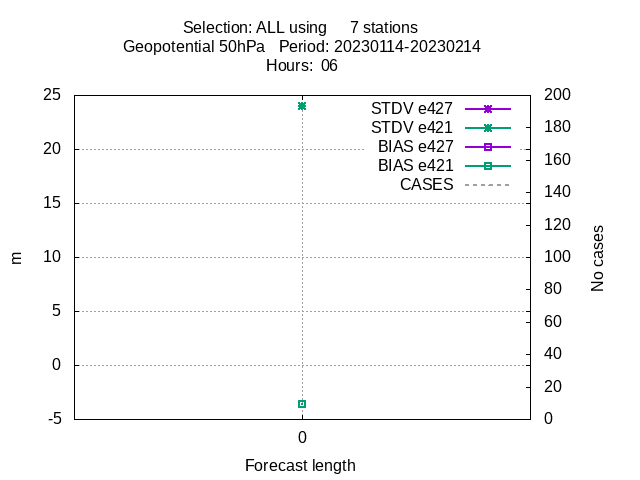 Selection: ALL using     7 stations
Geopotential 50hPa   Period: 20230114-20230214
Hours:  06
25
20
15
10
5
0
-5
m
STDV e427
STDV e421
BIAS e427
BIAS e421
CASES
200
180
160
140
120
100
80
60
40
20
0
No cases
0
Forecast length